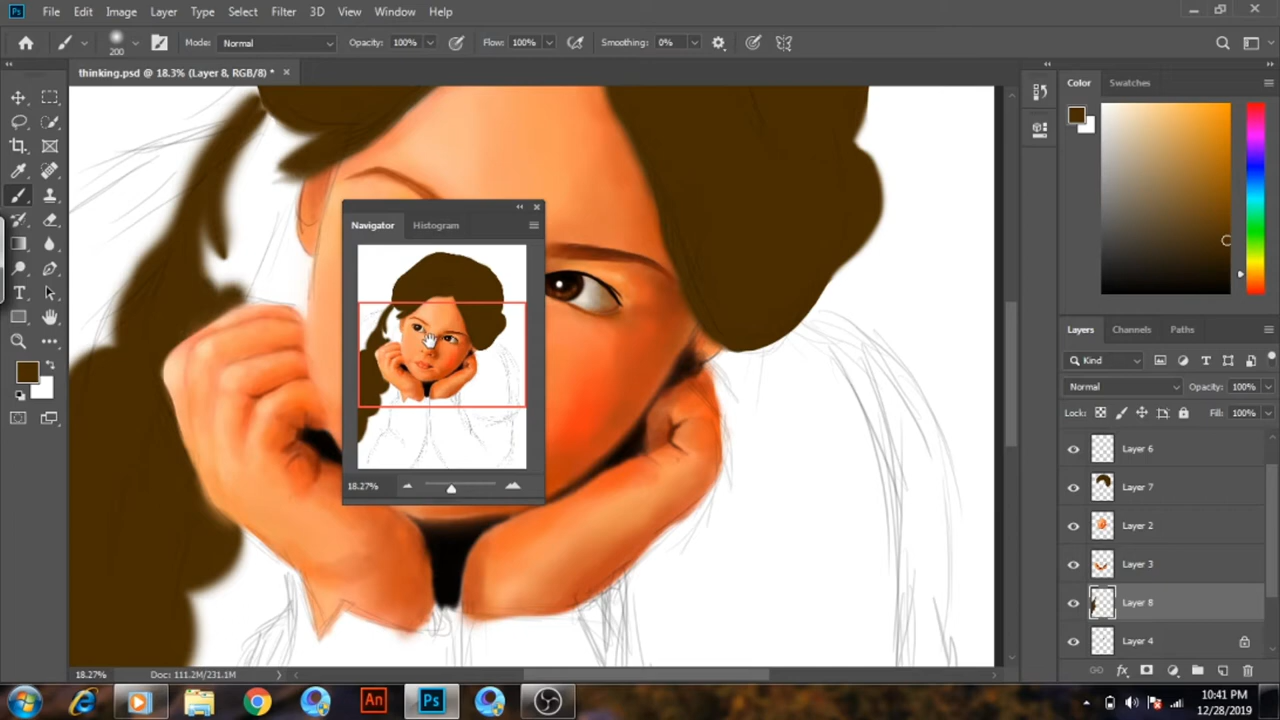 Ps File Edit Image Layer Type Select Filter 3D View Window Help
200 Mode: Normal Opacity: 100% Flow: 100% Smoothing: 0%
thinking.psd @ 18.3% (Layer 8, RGB/8) *
Color Swatches
Navigator Histogram
18.27%
Layers Channels Paths
Kind
Normal Opacity: 100%
Lock: Fill: 100%
Layer 6
Layer 7
Layer 2
Layer 3
Layer 8
Layer 4
18.27% Doc: 111.2M/231.1M
An Ps
10:41 PM
12/28/2019